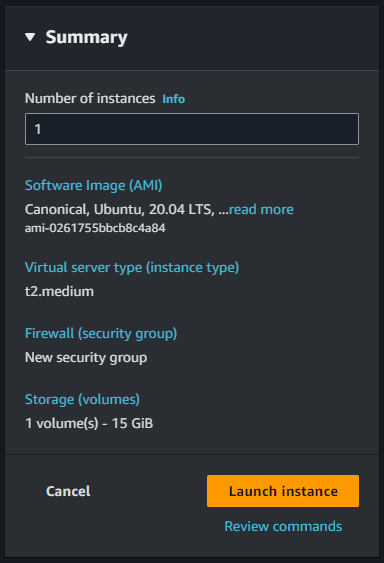 Summary
Number of instances Info
1
Software Image (AMI)
Canonical, Ubuntu, 20.04 LTS, ...read more
ami-0261755bbcb8c4a84
Virtual server type (instance type)
t2.medium
Firewall (security group)
New security group
Storage (volumes)
1 volume(s) - 15 GiB
Cancel Launch instance
Review commands